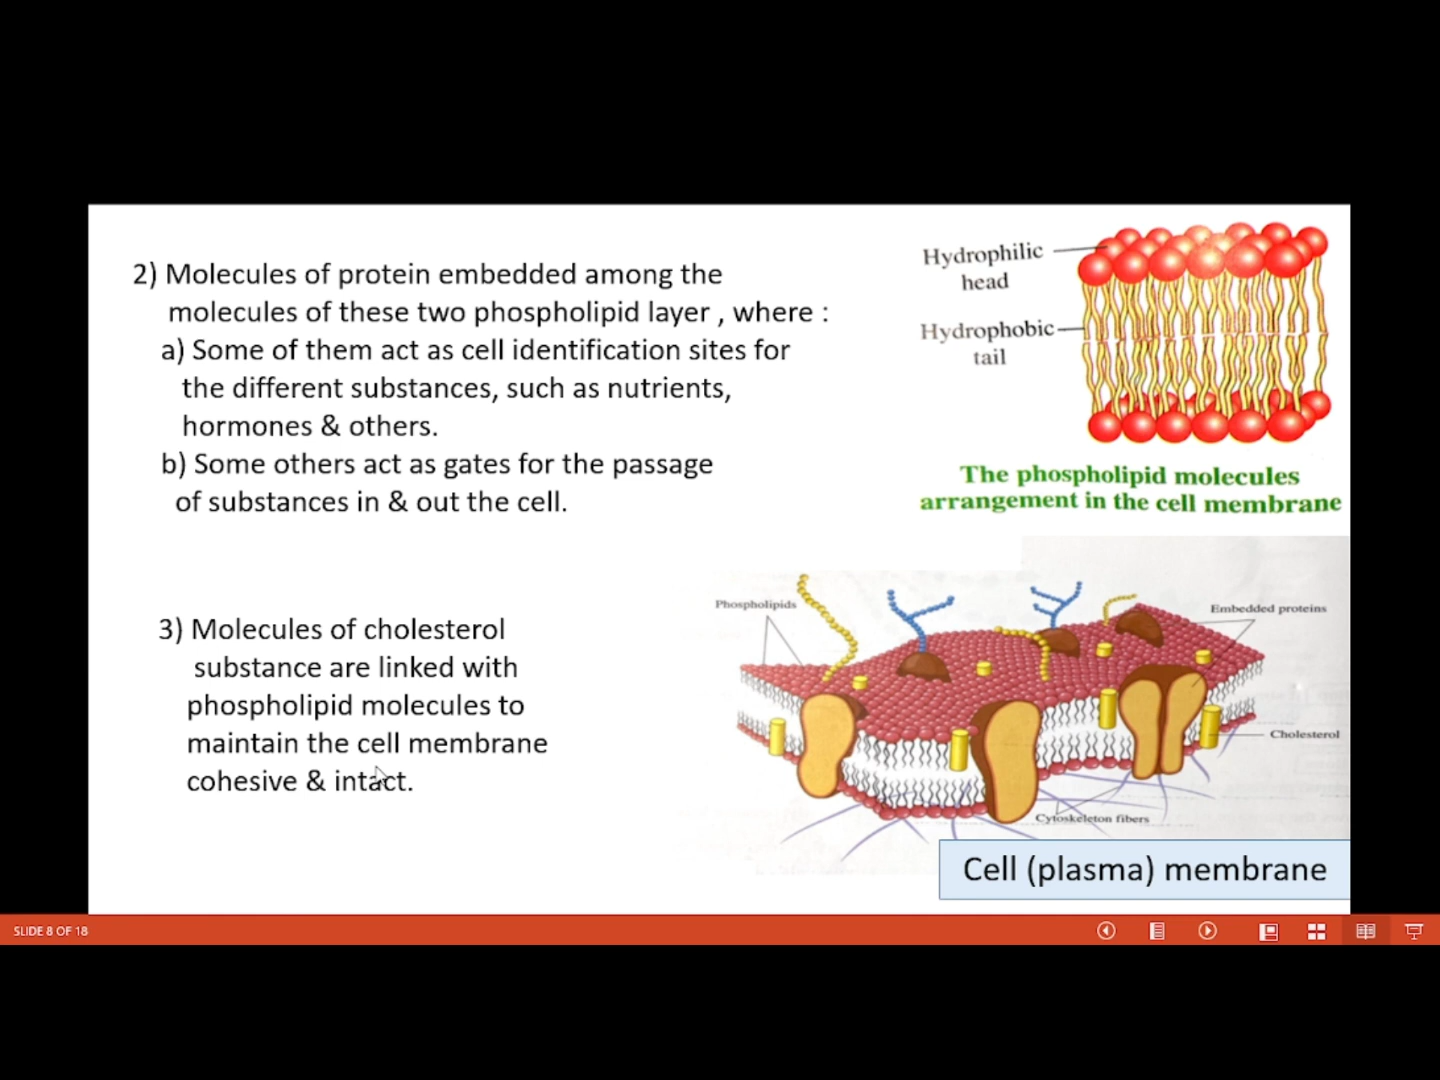 2) Molecules of protein embedded among the
molecules of these two phospholipid layer , where :
a) Some of them act as cell identification sites for
the different substances, such as nutrients,
hormones & others.
b) Some others act as gates for the passage
of substances in & out the cell.
3) Molecules of cholesterol
substance are linked with
phospholipid molecules to
maintain the cell membrane
cohesive & intact.
Hydrophilic
head
Hydrophobic
tail
The phospholipid molecules
arrangement in the cell membrane
Phospholipids
Embedded proteins
Cholesterol
Cytoskeleton fibers
Cell (plasma) membrane
SLIDE 8 OF 18